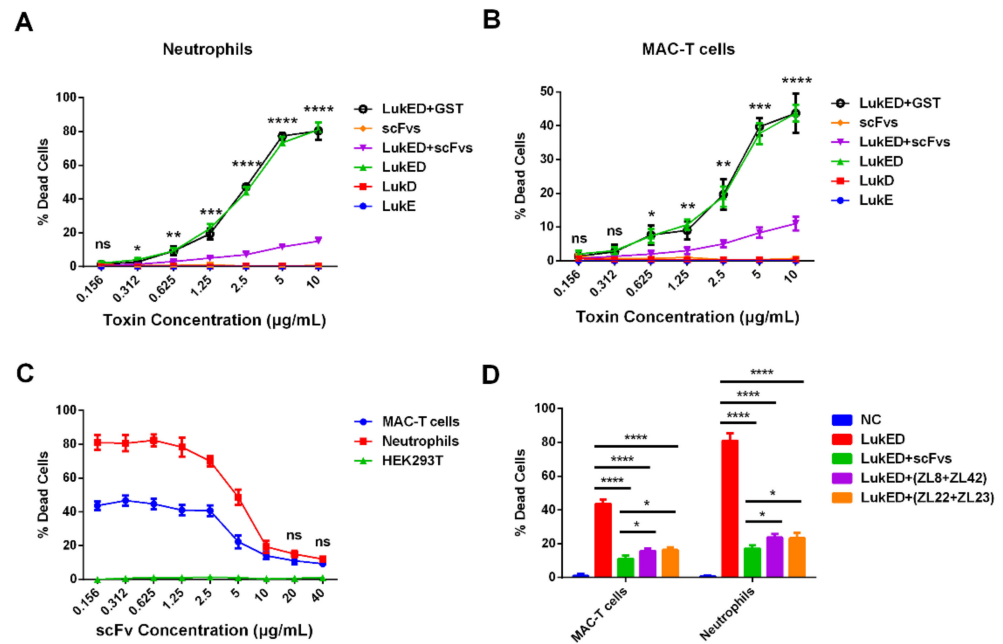 A
Neutrophils
% Dead Cells
100
80
60
40
20
0
ns
*
**
***
****
****
****
0.156
0.312
0.625
1.25
2.5
5
10
Toxin Concentration (µg/mL)
LukED+GST
scFvs
LukED+scFvs
LukED
LukD
LukE
B
MAC-T cells
% Dead Cells
50
40
30
20
10
0
ns
ns
*
**
**
***
****
0.156
0.312
0.625
1.25
2.5
5
10
Toxin Concentration (µg/mL)
LukED+GST
scFvs
LukED+scFvs
LukED
LukD
LukE
C
% Dead Cells
100
80
60
40
20
0
ns
ns
0.156
0.312
0.625
1.25
2.5
5
10
20
40
scFv Concentration (µg/mL)
MAC-T cells
Neutrophils
HEK293T
D
% Dead Cells
100
80
60
40
20
0
****
****
****
*
*
****
****
****
*
*
MAC-T cells
Neutrophils
NC
LukED
LukED+scFvs
LukED+(ZL8+ZL42)
LukED+(ZL22+ZL23)